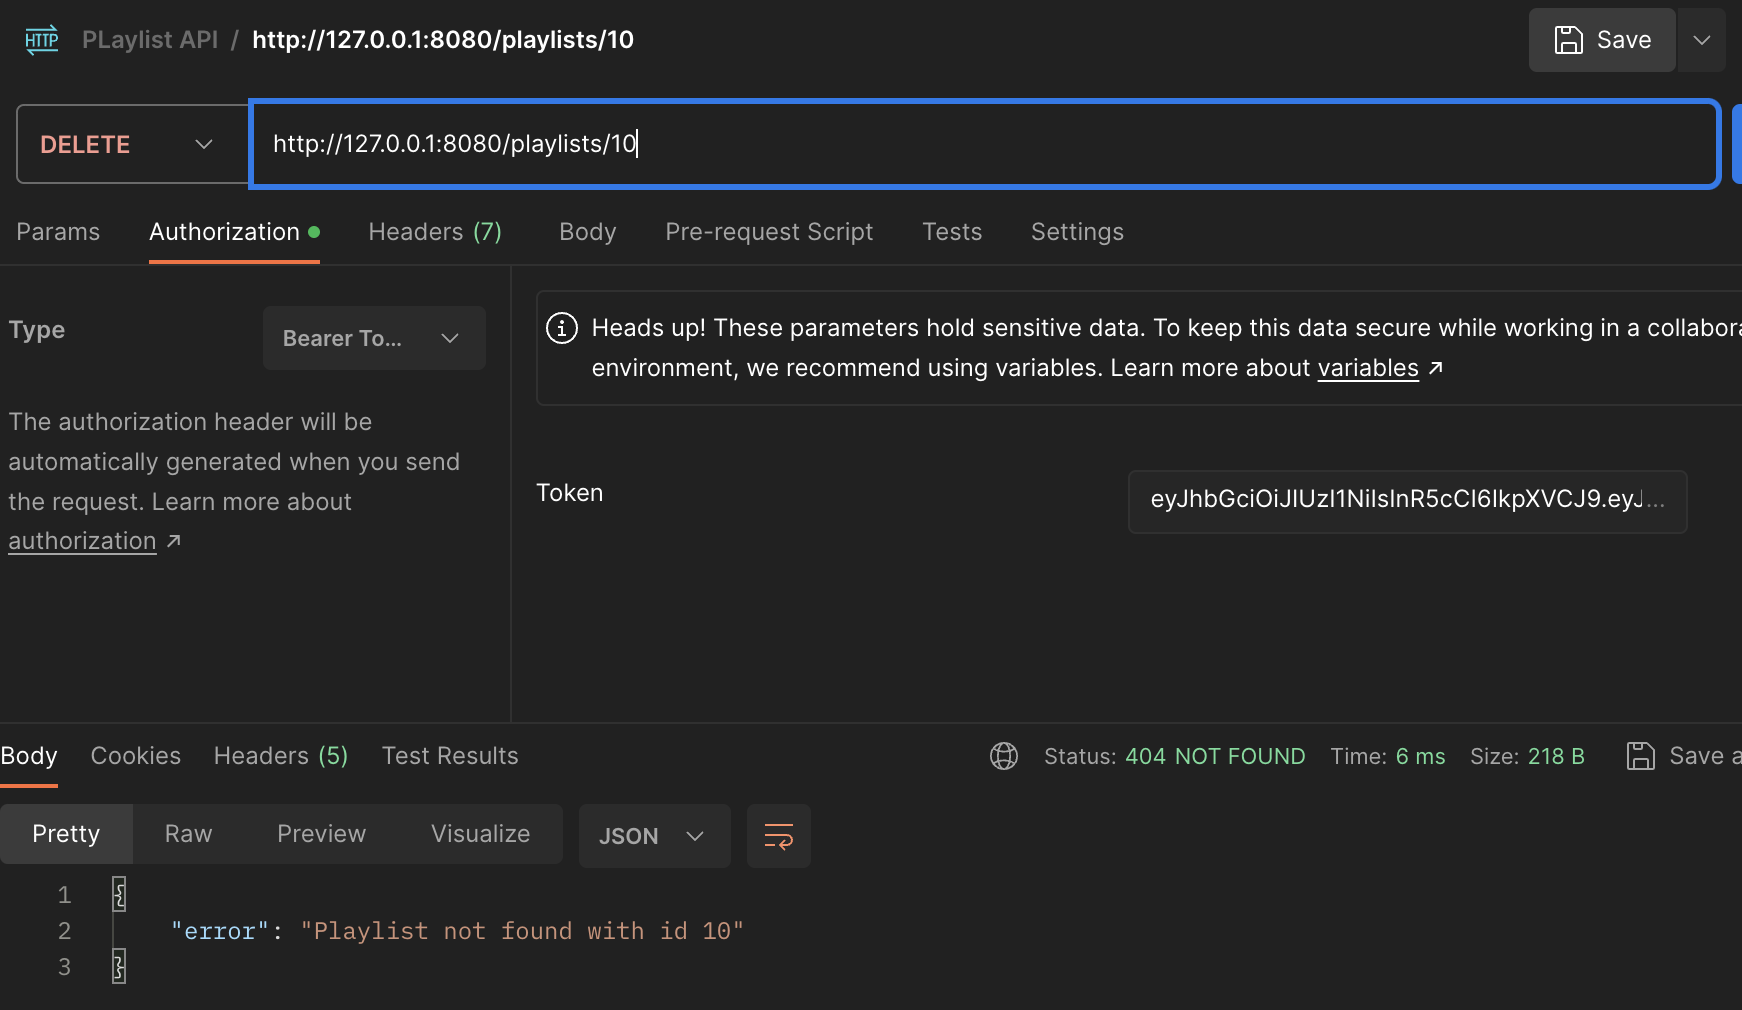 HTTP PLaylist API / http://127.0.0.1:8080/playlists/10
Save
DELETE
http://127.0.0.1:8080/playlists/10
Params Authorization Headers (7) Body Pre-request Script Tests Settings
Type
Bearer To...
The authorization header will be
automatically generated when you send
the request. Learn more about
authorization ↗
Heads up! These parameters hold sensitive data. To keep this data secure while working in a collabora
environment, we recommend using variables. Learn more about variables ↗
Token
eyJhbGciOiJIUzI1NiIsInR5cCI6IkpXVCJ9.eyJ...
Body Cookies Headers (5) Test Results
Status: 404 NOT FOUND Time: 6 ms Size: 218 B
Save a
Pretty Raw Preview Visualize JSON
1 {
2 "error": "Playlist not found with id 10"
3 }